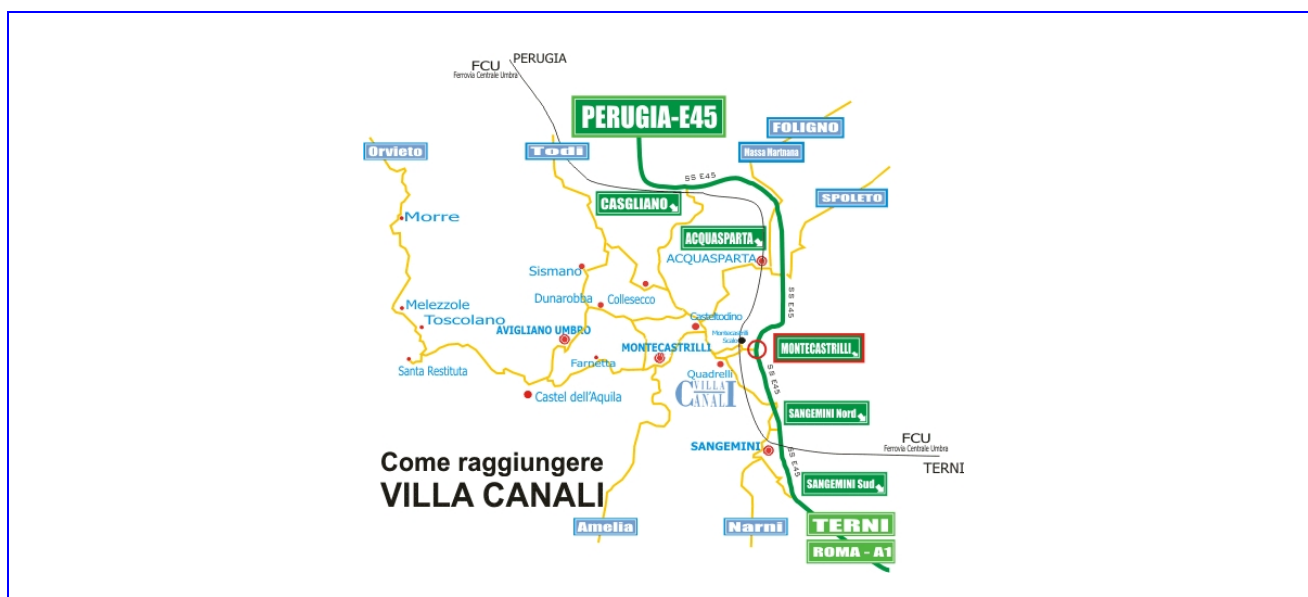 PERUGIA
FCU
Ferrovia Centrale Umbra
PERUGIA-E45
FOLIGNO
Orvieto
Todi
Massa Martnana
SS E45
SPOLETO
CASGLIANO
Morre
ACQUASPARTA
ACQUASPARTA
Sismano
SS E45
Dunarobba
Collesecco
Melezzole
Toscolano
Casteltodino
AVIGLIANO UMBRO
Montecastrilli
Scalo
MONTECASTRILLI
MONTECASTRILLI
Santa Restituta
Farnetta
Quadrelli
SS E45
VILLA
CANALI
Castel dell'Aquila
SANGEMINI Nord
FCU
Ferrovia Centrale Umbra
SANGEMINI
SS E45
TERNI
Come raggiungere
VILLA CANALI
SANGEMINI Sud
Amelia
Narni
TERNI
ROMA - A1